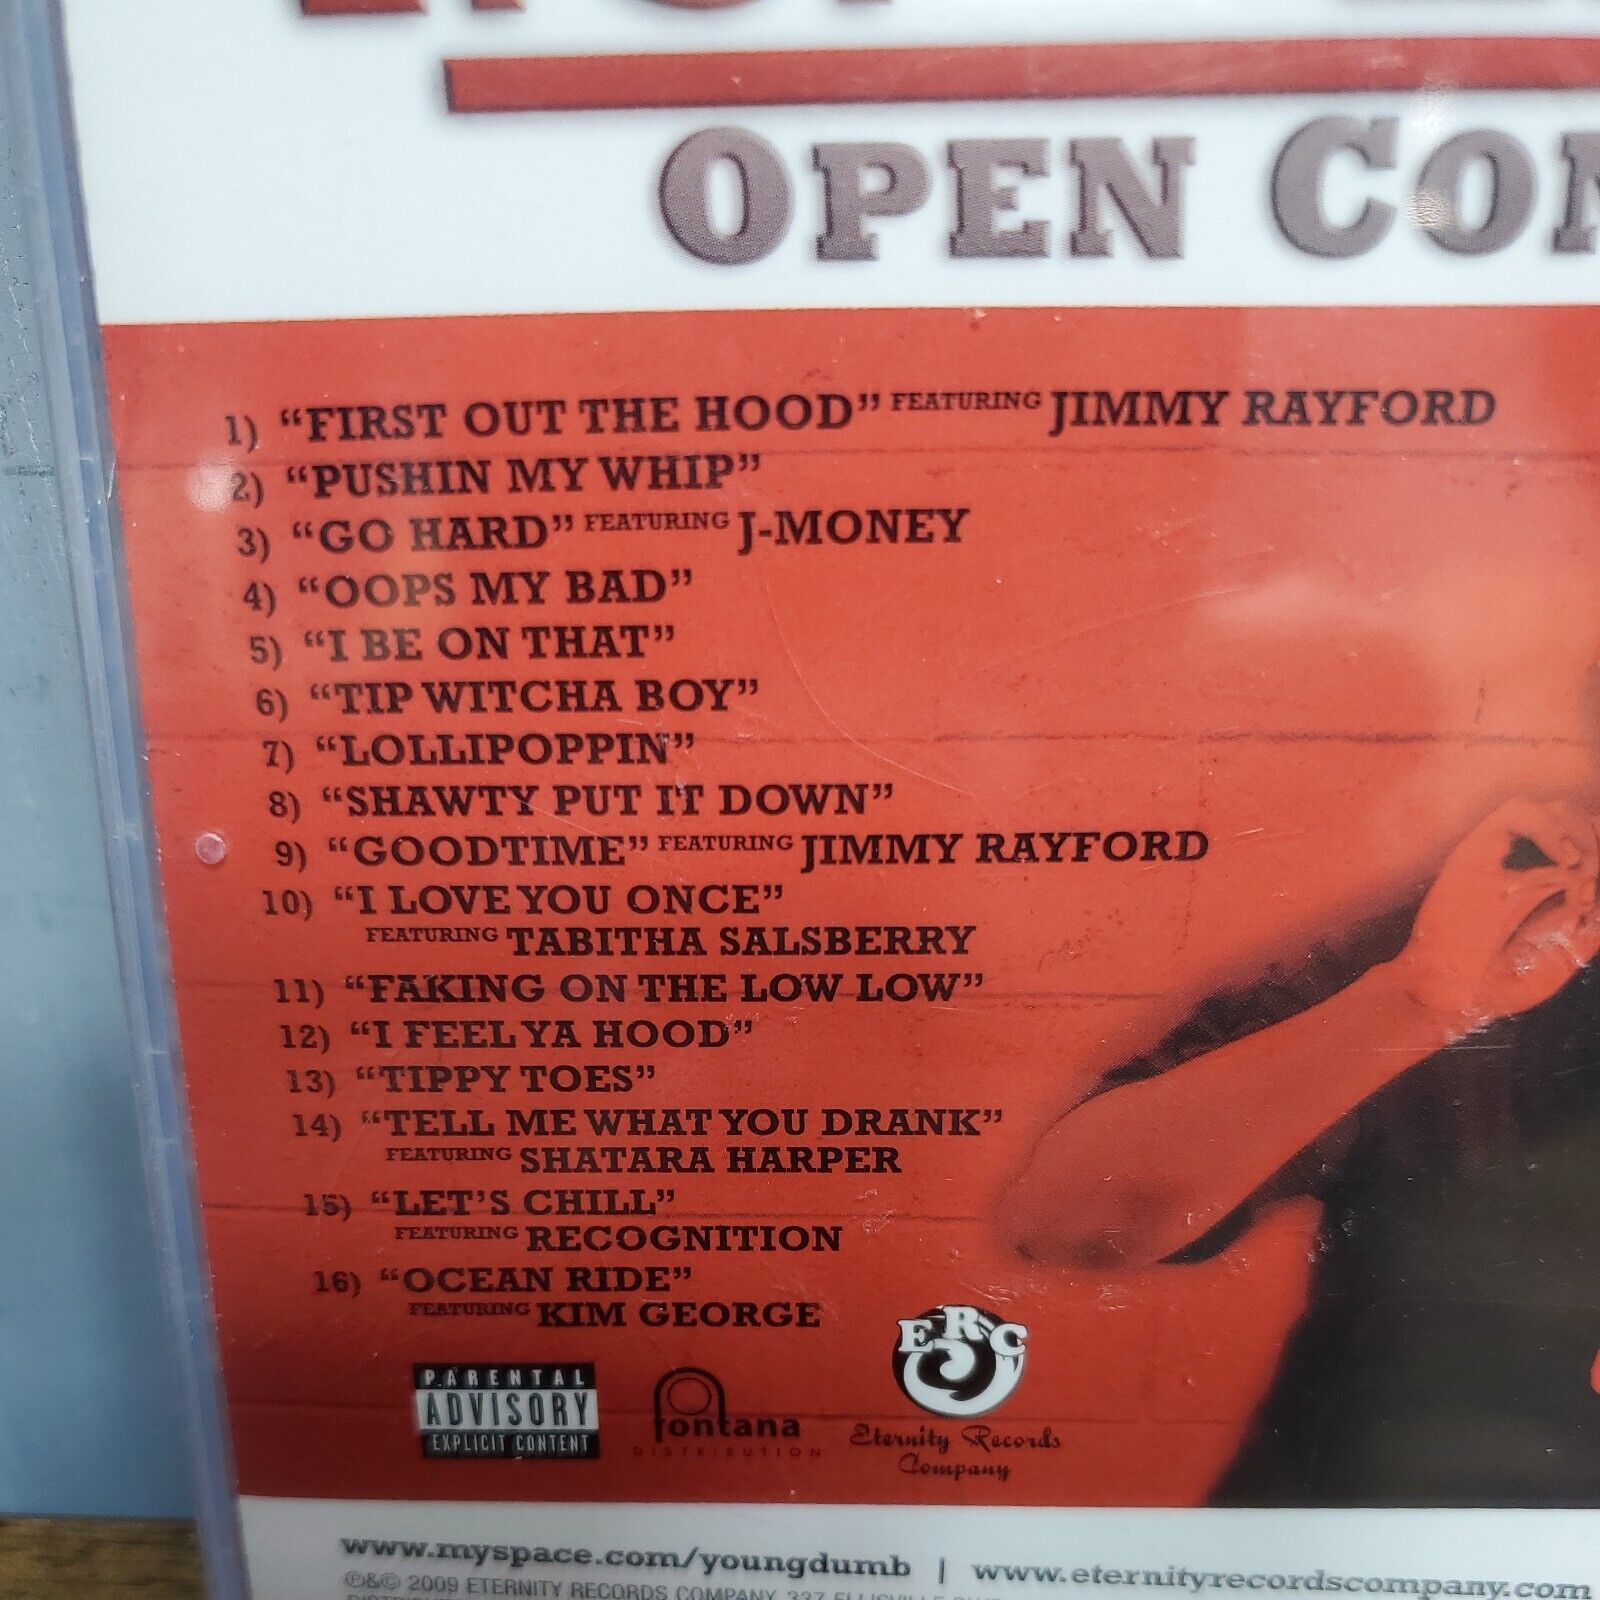 OPEN
1) “FIRST OUT THE HOOD” FEATURING JIMMY RAYFORD
2) “PUSHIN MY WHIP”
3) “GO HARD” FEATURING J-MONEY
4) “OOPS MY BAD”
5) “I BE ON THAT”
6) “TIP WITCHA BOY”
7) “LOLLIPOPPIN”
8) “SHAWTY PUT IT DOWN”
9) “GOODTIME” FEATURING JIMMY RAYFORD
10) “I LOVE YOU ONCE”
FEATURING TABITHA SALSBERRY
11) “FAKING ON THE LOW LOW”
12) “I FEEL YA HOOD”
13) “TIPPY TOES”
14) “TELL ME WHAT YOU DRANK”
FEATURING SHATARA HARPER
15) “LET’S CHILL”
FEATURING RECOGNITION
16) “OCEAN RIDE”
FEATURING KIM GEORGE
PARENTAL
ADVISORY
EXPLICIT CONTENT
fontana
DISTRIBUTION
ERC
Eternity Records
Company
www.myspace.com/youngdumb | www.eternityrecordscompany.com
℗&© 2009 ETERNITY RECORDS COMPANY 337